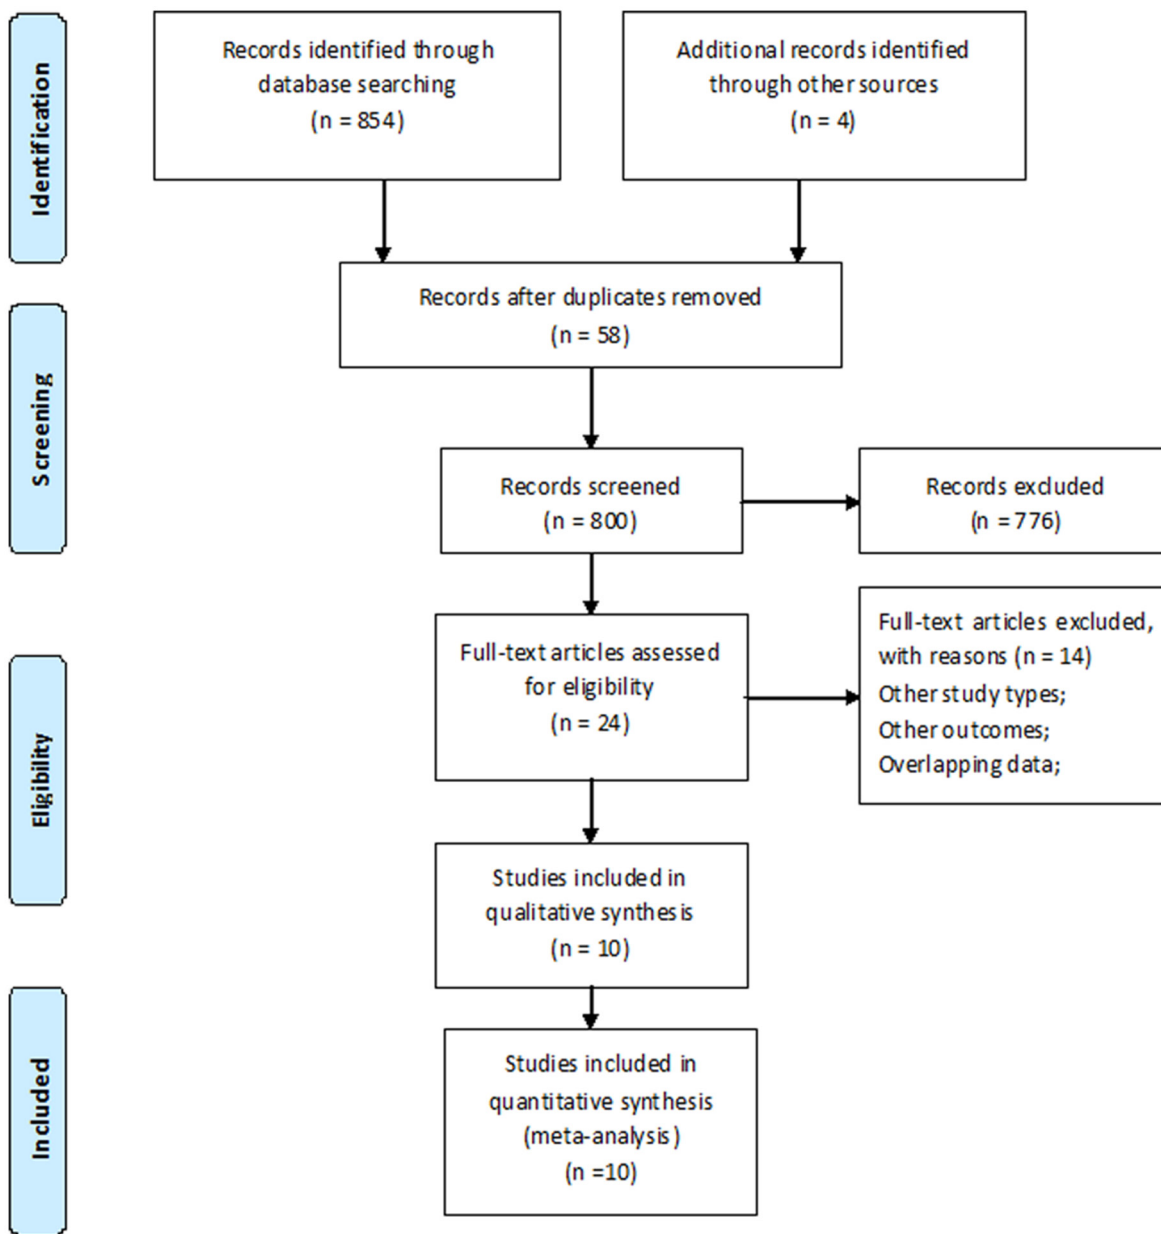 Identification
Records identified through
database searching
(n = 854)
Additional records identified
through other sources
(n = 4)
Records after duplicates removed
(n = 58)
Screening
Records screened
(n = 800)
Records excluded
(n = 776)
Full-text articles assessed
for eligibility
(n = 24)
Full-text articles excluded,
with reasons (n = 14)
Other study types;
Other outcomes;
Overlapping data;
Eligibility
Studies included in
qualitative synthesis
(n = 10)
Included
Studies included in
quantitative synthesis
(meta-analysis)
(n =10)